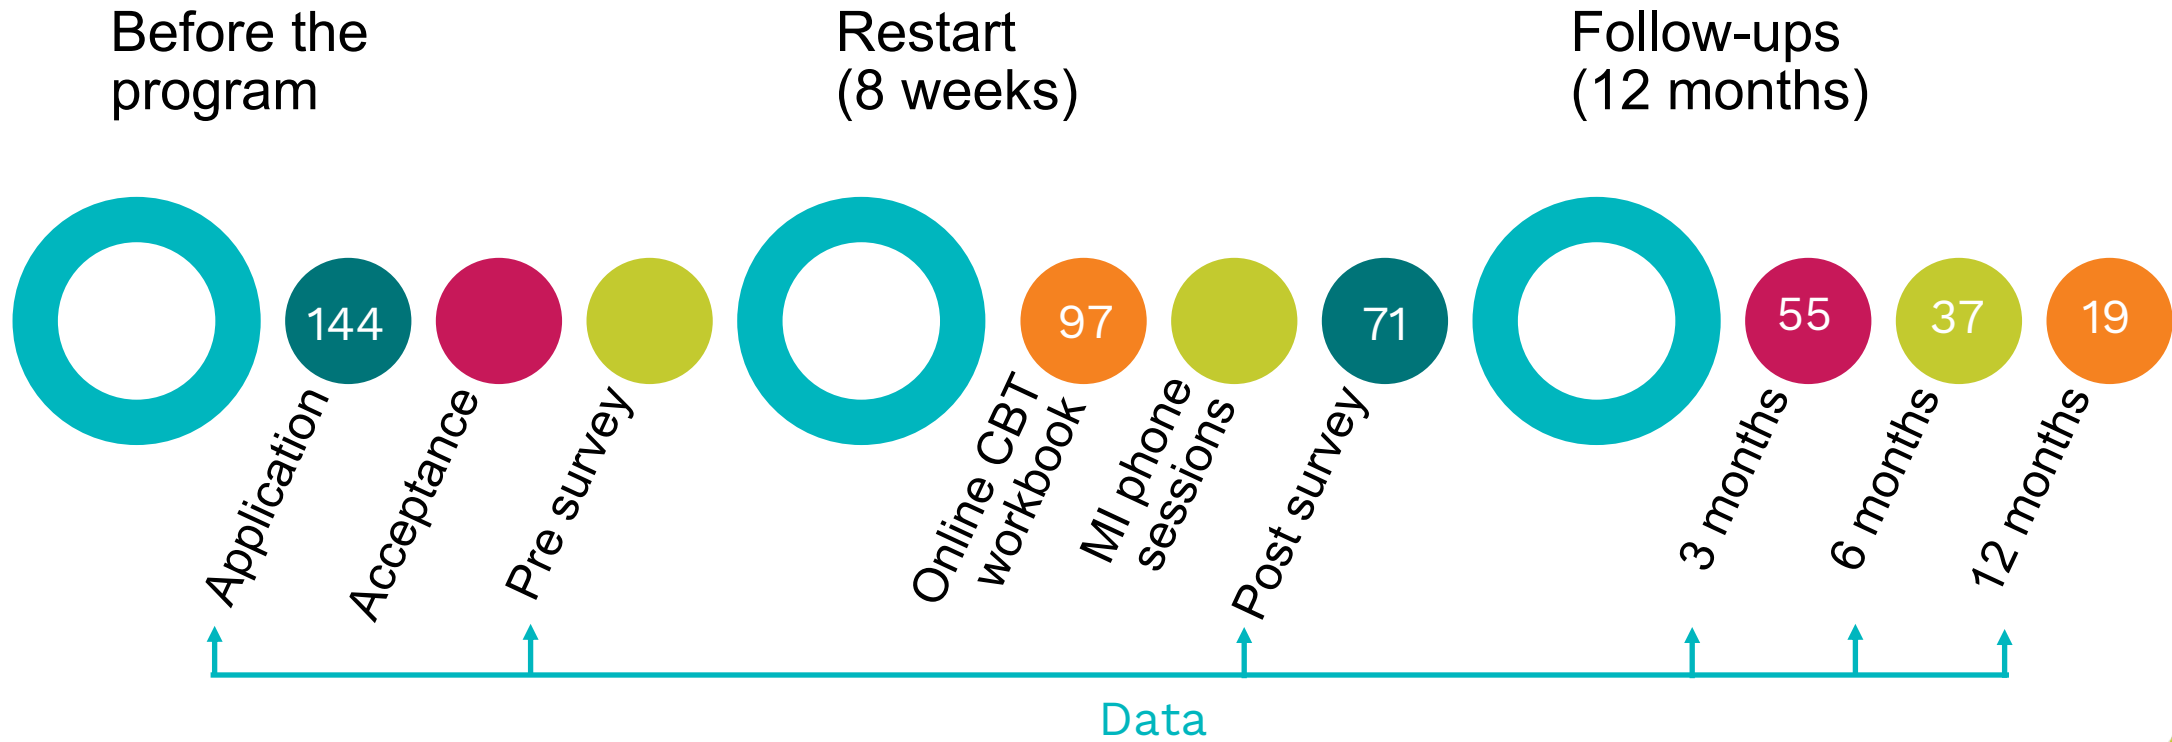 Before the
program
Restart
(8 weeks)
Follow-ups
(12 months)
144
97
71
55
37
19
Application
Acceptance
Pre survey
Online CBT
workbook
MI phone
sessions
Post survey
3 months
6 months
12 months
Data